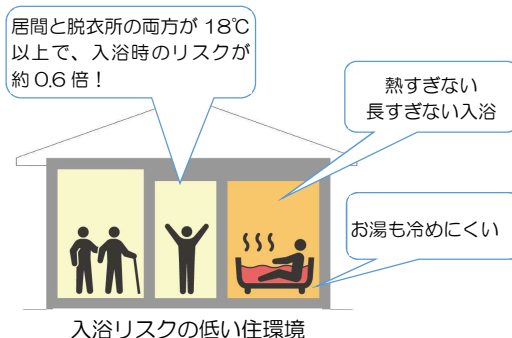 居間と脱衣所の両方が 18℃
以上で、入浴時のリスクが
約 0.6 倍！
熱すぎない
長すぎない入浴
お湯も冷めにくい
入浴リスクの低い住環境